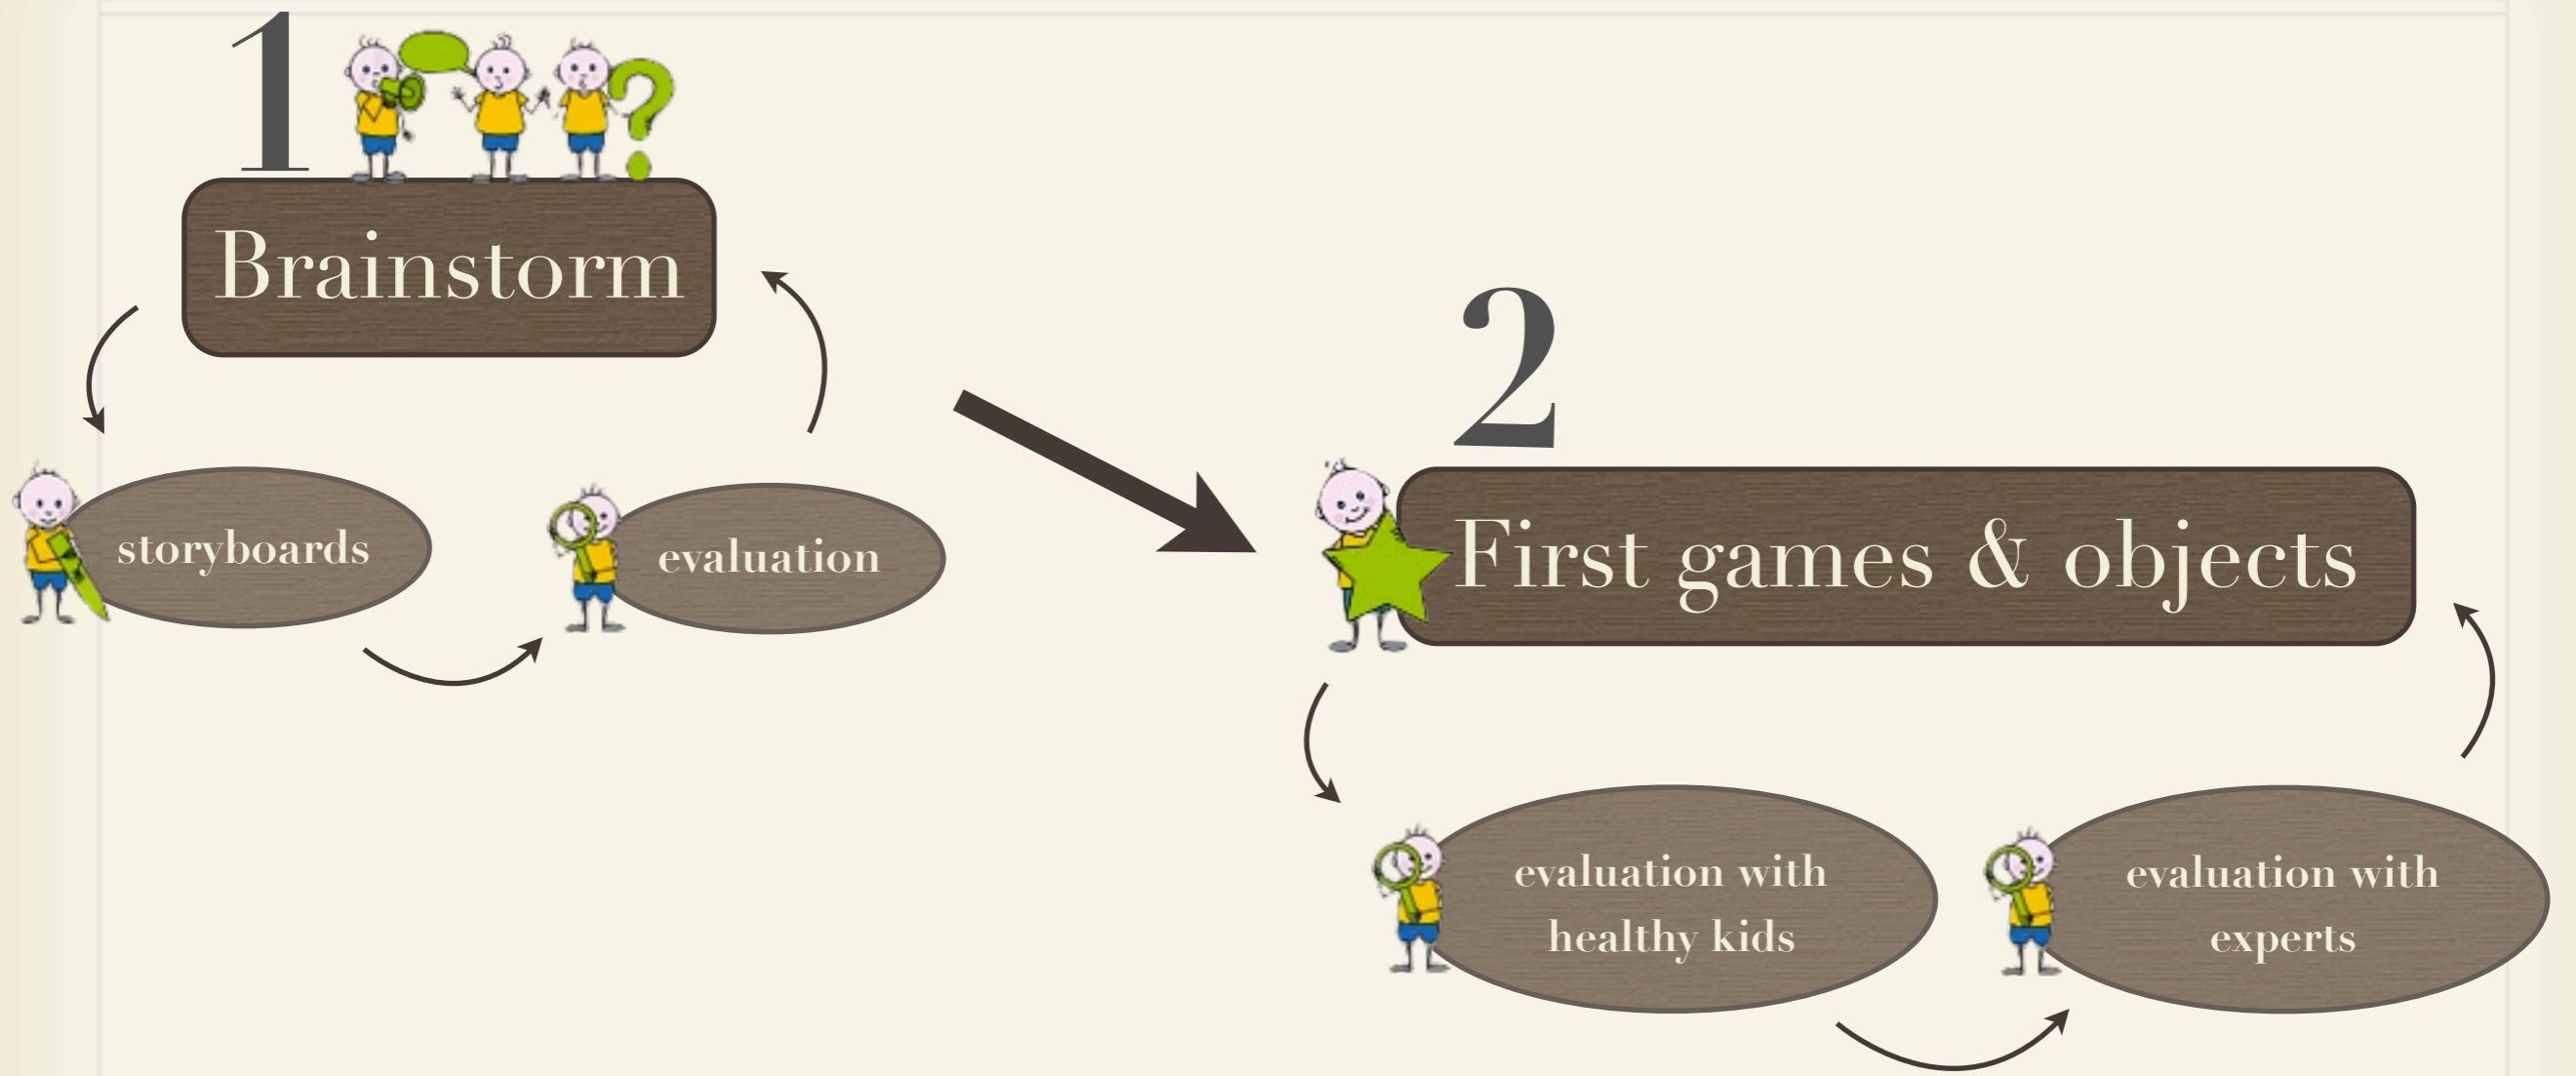 1
Brainstorm
storyboards
evaluation
2
First games & objects
evaluation with
healthy kids
evaluation with
experts